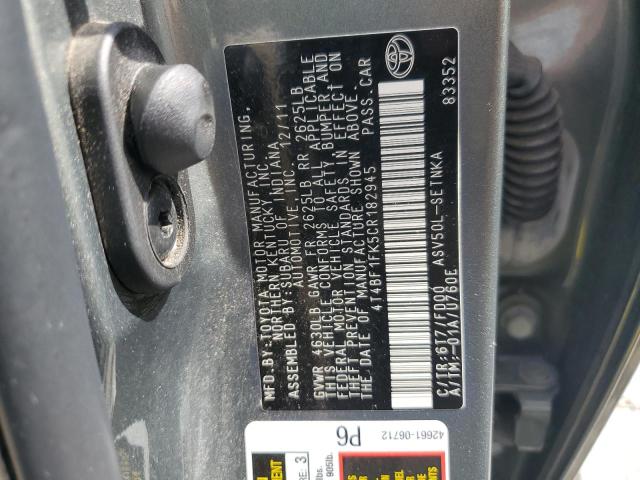 MFD.BY:TOYOTA MOTOR MANUFACTURING,
NORTHERN KENTUCKY, INC.
ASSEMBLED BY:SUBARU OF INDIANA
AUTOMOTIVE INC. 12/11
GVWR 4630LB GAWR FR 2625LB RR 2625LB
THIS VEHICLE CONFORMS TO ALL APPLICABLE
FEDERAL MOTOR VEHICLE SAFETY, BUMPER AND
THEFT PREVENTION STANDARDS IN EFFECT ON
THE DATE OF MANUFACTURE SHOWN ABOVE.
4T4BF1FK5CR182945 PASS.CAR
83352
ASV50L-SETNKA
C/TR:6T7/FD00
A/TM:-01A/U760E
42661-06712
P6
3